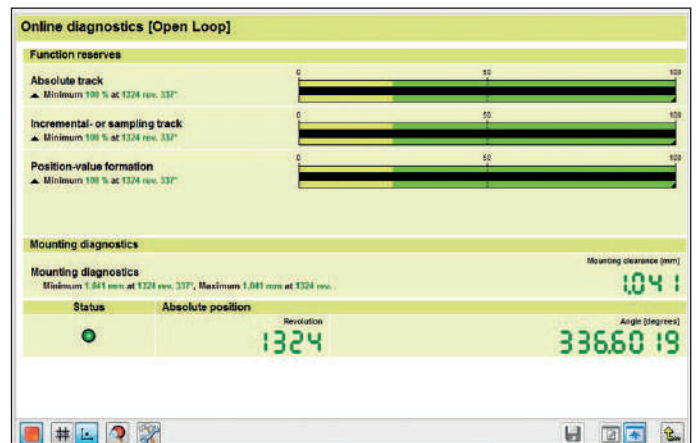 Online diagnostics [Open Loop]
Function reserves
Absolute track
Minimum 100 % at 1324 rev. 337°
0 50 100
Incremental- or sampling track
Minimum 100 % at 1324 rev. 337°
0 50 100
Position-value formation
Minimum 100 % at 1324 rev. 337°
0 50 100
Mounting diagnostics
Mounting diagnostics
Minimum 1.041 mm at 1324 rev. 337°, Maximum 1.041 mm at 1324 rev.
Mounting clearance [mm]
1.041
Status Absolute position
Revolution
1324
Angle [degrees]
336.6019